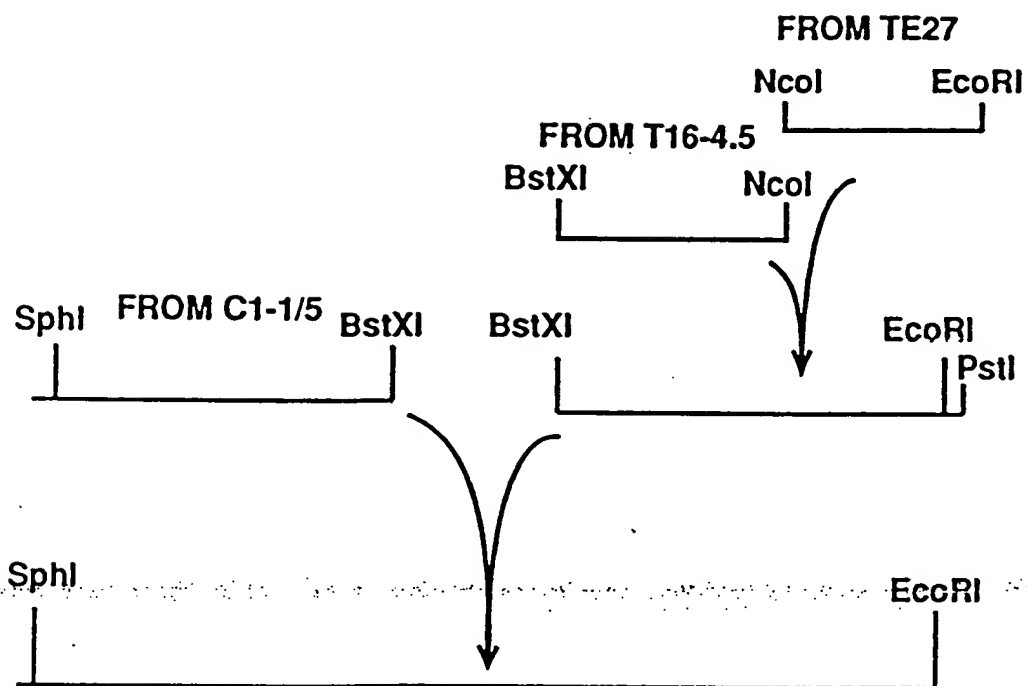 FROM TE27
NcoI EcoRI
FROM T16-4.5
BstXI NcoI
SphI FROM C1-1/5 BstXI BstXI EcoRI
PstI
SphI EcoRI